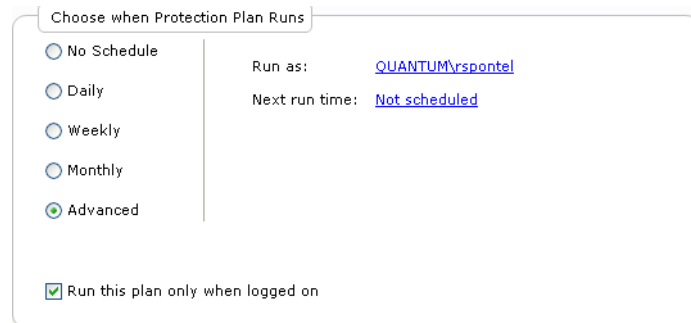 Choose when Protection Plan Runs
No Schedule
Daily
Weekly
Monthly
Advanced
Run as: QUANTUM\rspontel
Next run time: Not scheduled
Run this plan only when logged on